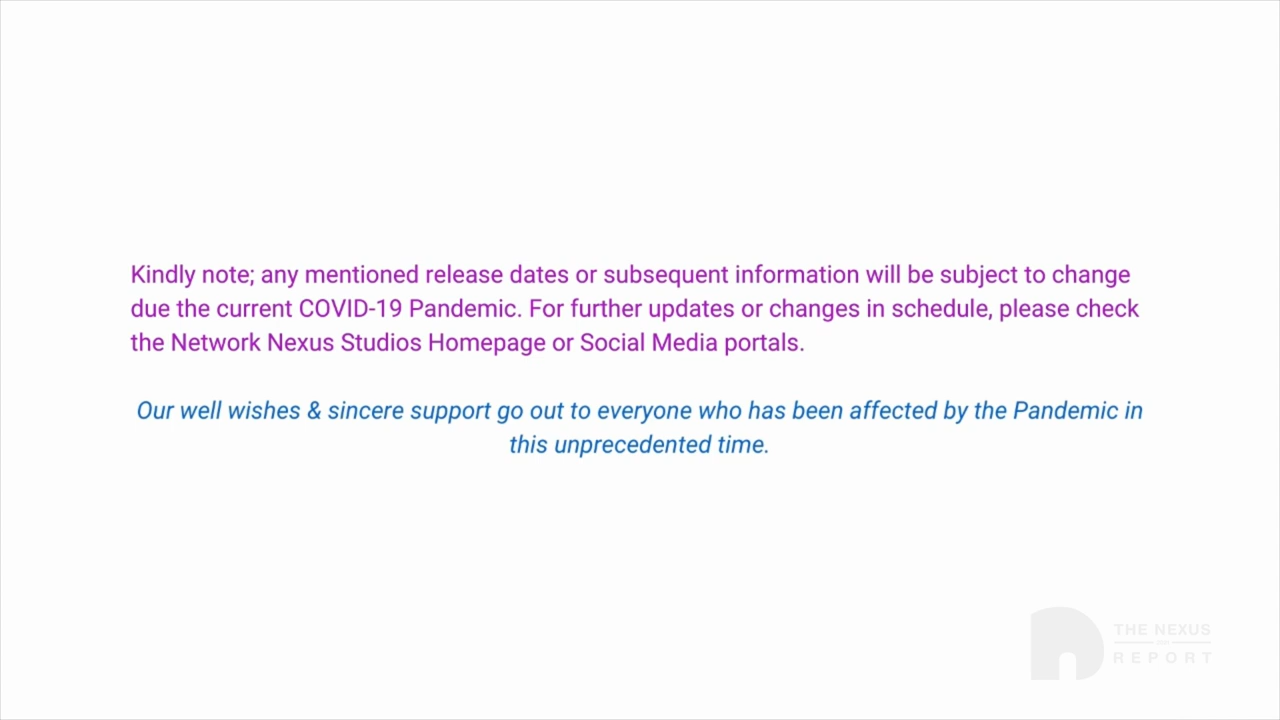 Kindly note; any mentioned release dates or subsequent information will be subject to change
due the current COVID-19 Pandemic. For further updates or changes in schedule, please check
the Network Nexus Studios Homepage or Social Media portals.
Our well wishes & sincere support go out to everyone who has been affected by the Pandemic in
this unprecedented time.
THE NEXUS
REPORT